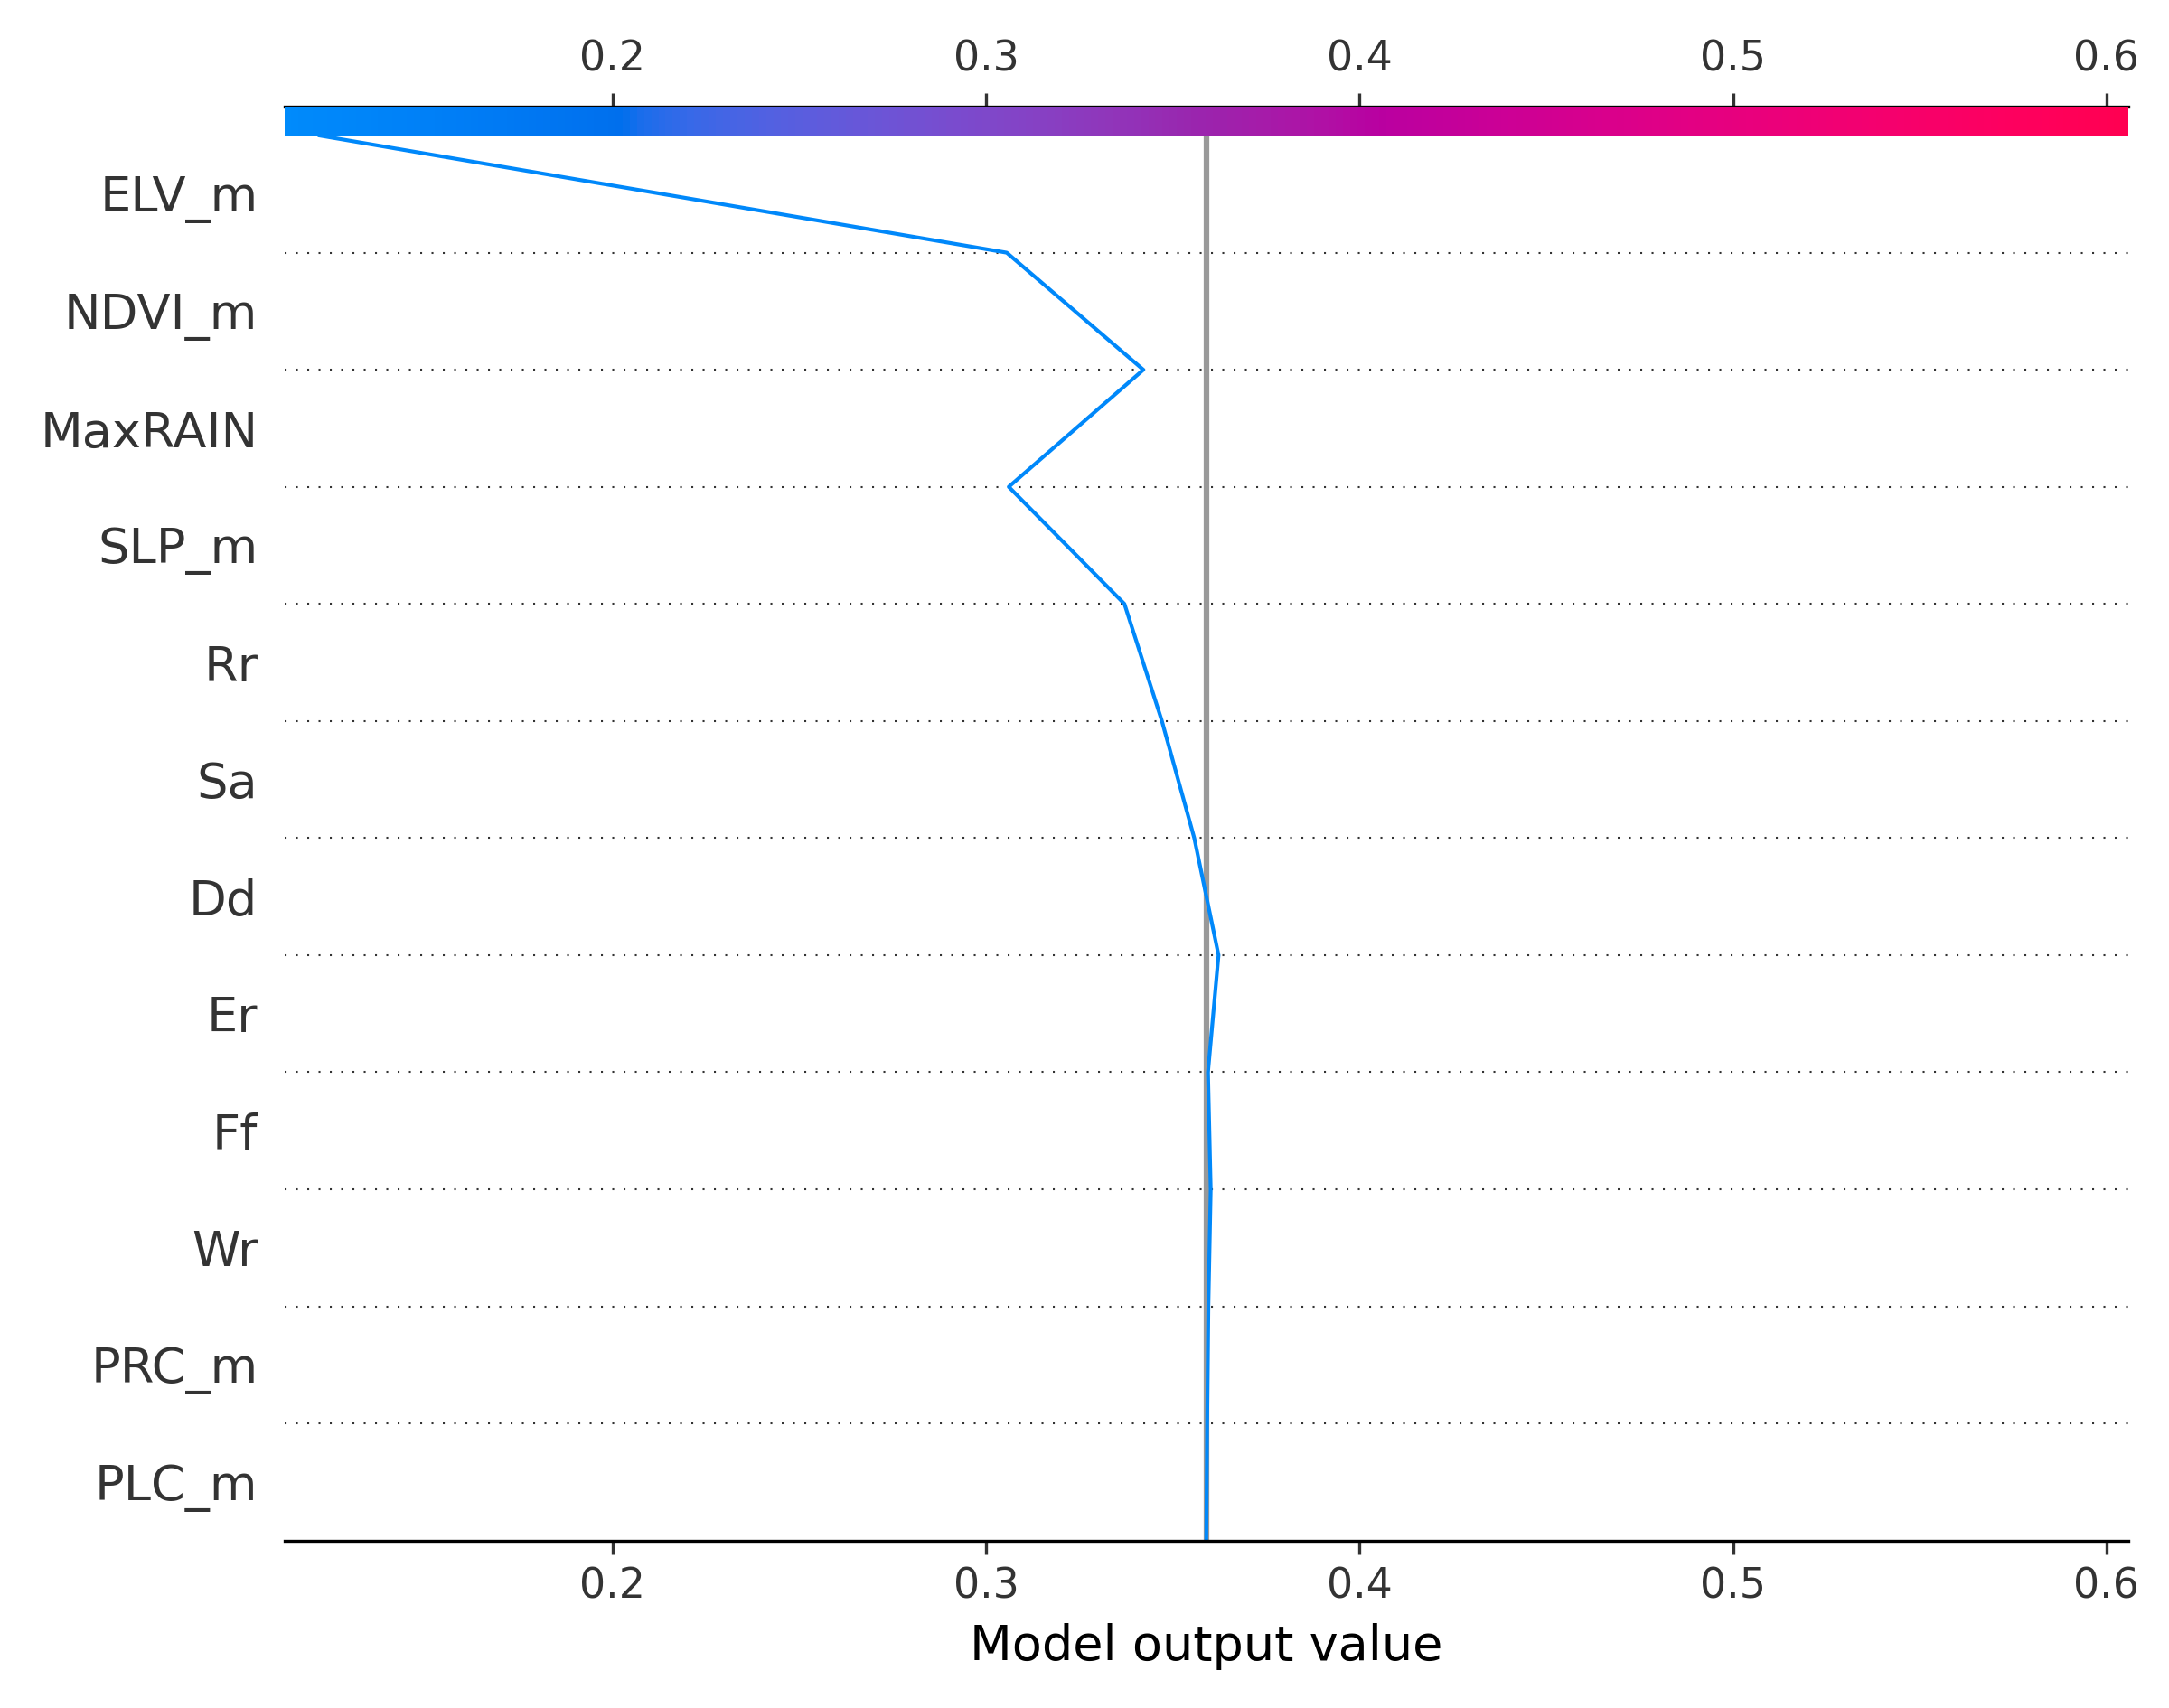 0.2 0.3 0.4 0.5 0.6
ELV_m
NDVI_m
MaxRAIN
SLP_m
Rr
Sa
Dd
Er
Ff
Wr
PRC_m
PLC_m
0.2 0.3 0.4 0.5 0.6
Model output value